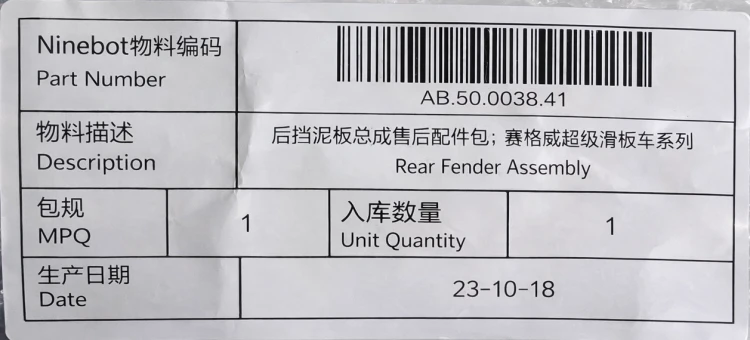 Ninebot物料编码
Part Number
AB.50.0038.41
物料描述
Description
后挡泥板总成售后配件包；赛格威超级滑板车系列
Rear Fender Assembly
包规
MPQ
1
入库数量
Unit Quantity
1
生产日期
Date
23-10-18